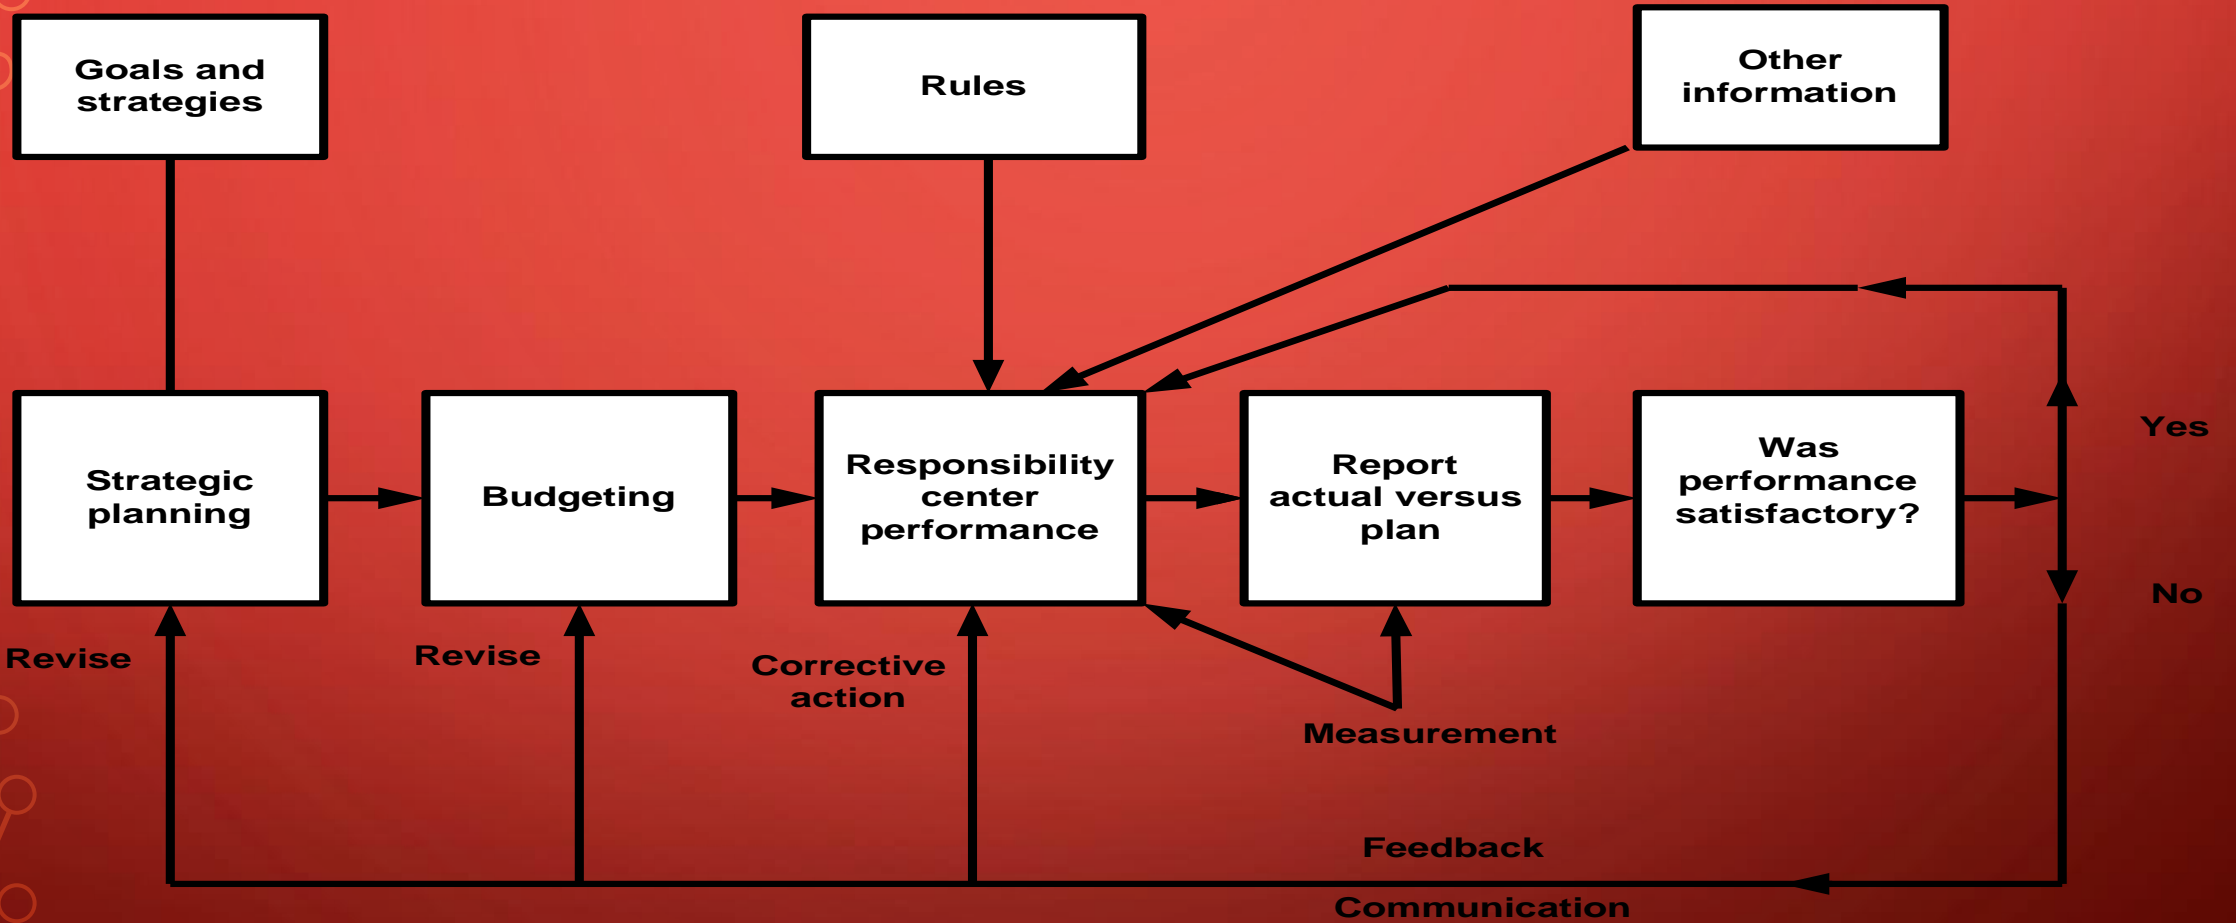 Goals and
strategies
Rules
Other
information
Strategic
planning
Budgeting
Responsibility
center
performance
Report
actual versus
plan
Was
performance
satisfactory?
Yes
No
Revise
Revise
Corrective
action
Measurement
Feedback
Communication